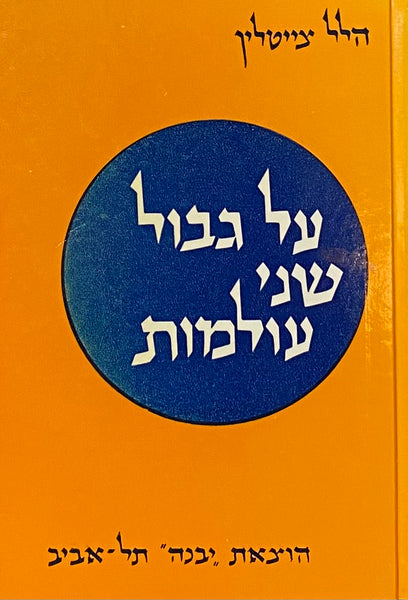 הלל צייטלין
על גבול
שני
עולמות
הוצאת „יבנה" תל-אביב